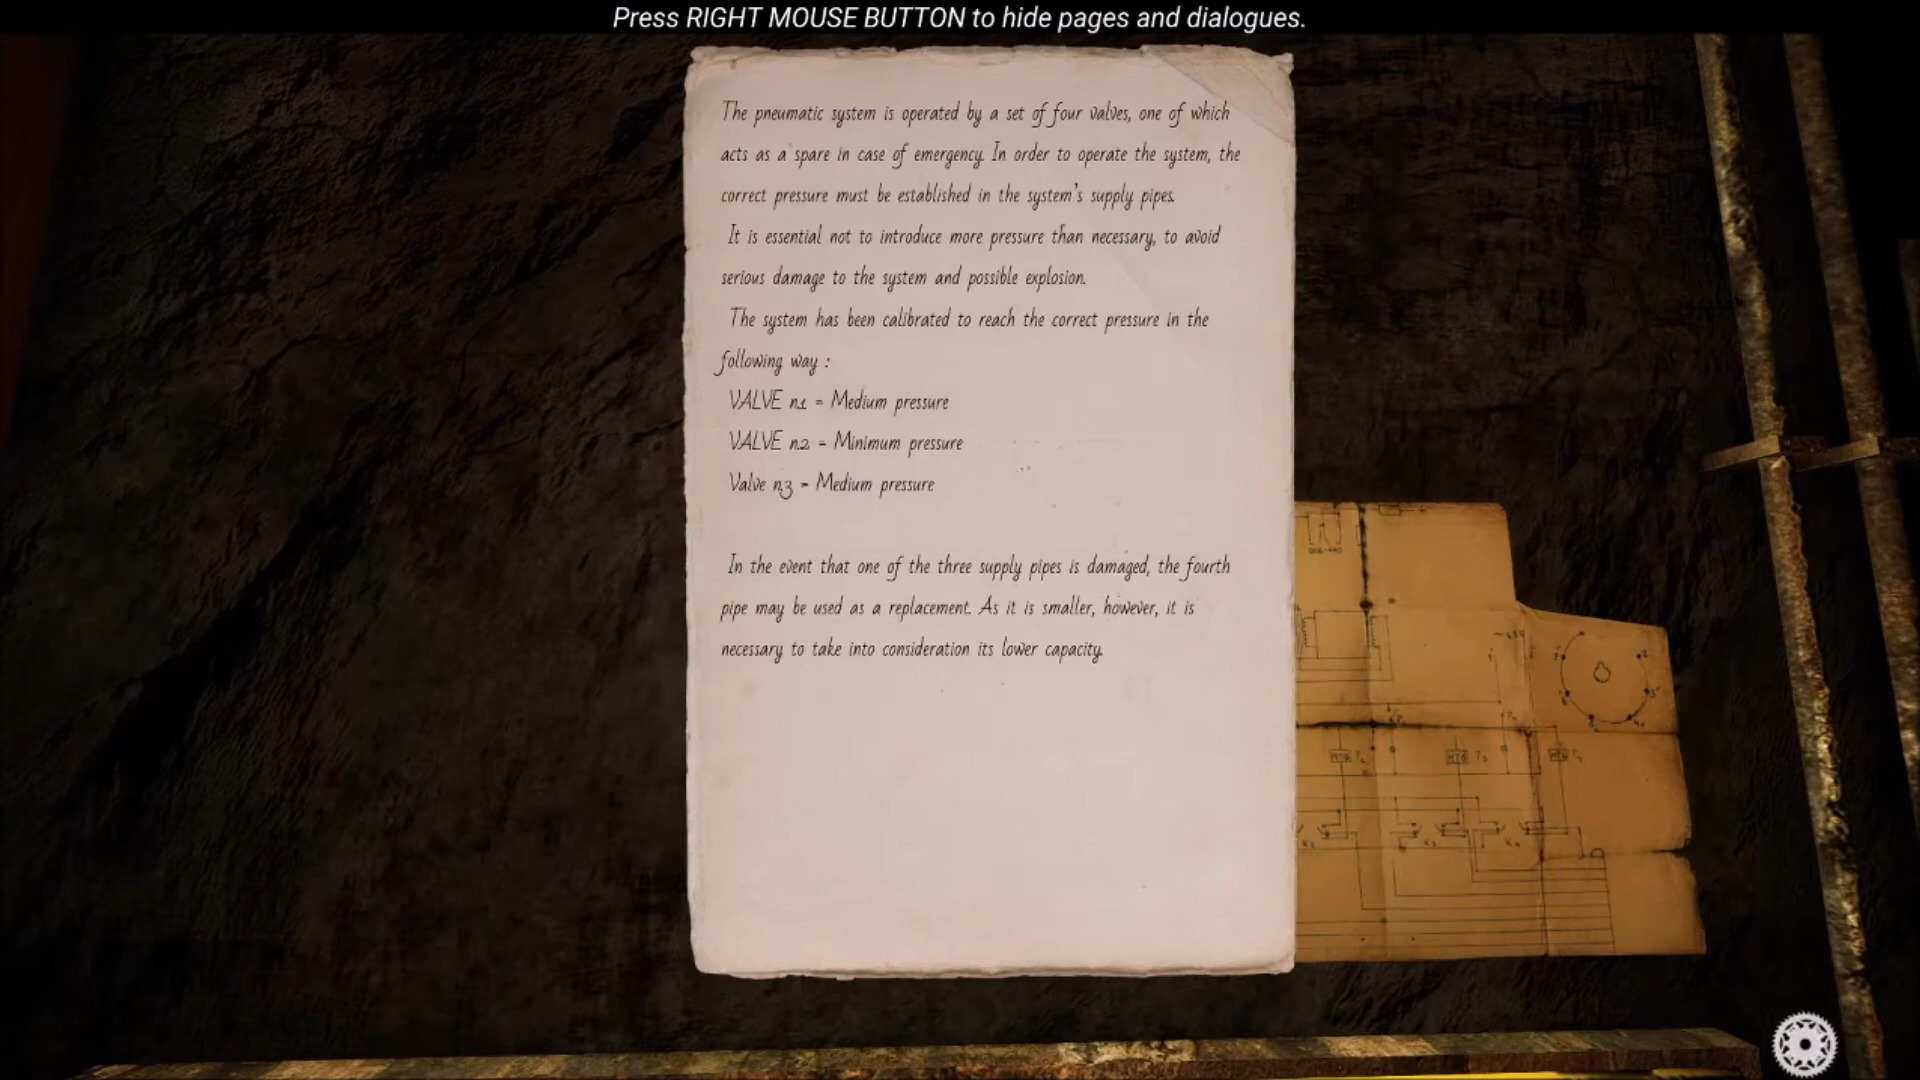 Press RIGHT MOUSE BUTTON to hide pages and dialogues.
The pneumatic system is operated by a set of four valves, one of which
acts as a spare in case of emergency. In order to operate the system, the
correct pressure must be established in the system's supply pipes.
It is essential not to introduce more pressure than necessary, to avoid
serious damage to the system and possible explosion.
The system has been calibrated to reach the correct pressure in the
following way :
VALVE n.1 = Medium pressure
VALVE n.2 = Minimum pressure
Valve n.3 = Medium pressure
In the event that one of the three supply pipes is damaged, the fourth
pipe may be used as a replacement. As it is smaller, however, it is
necessary to take into consideration its lower capacity.